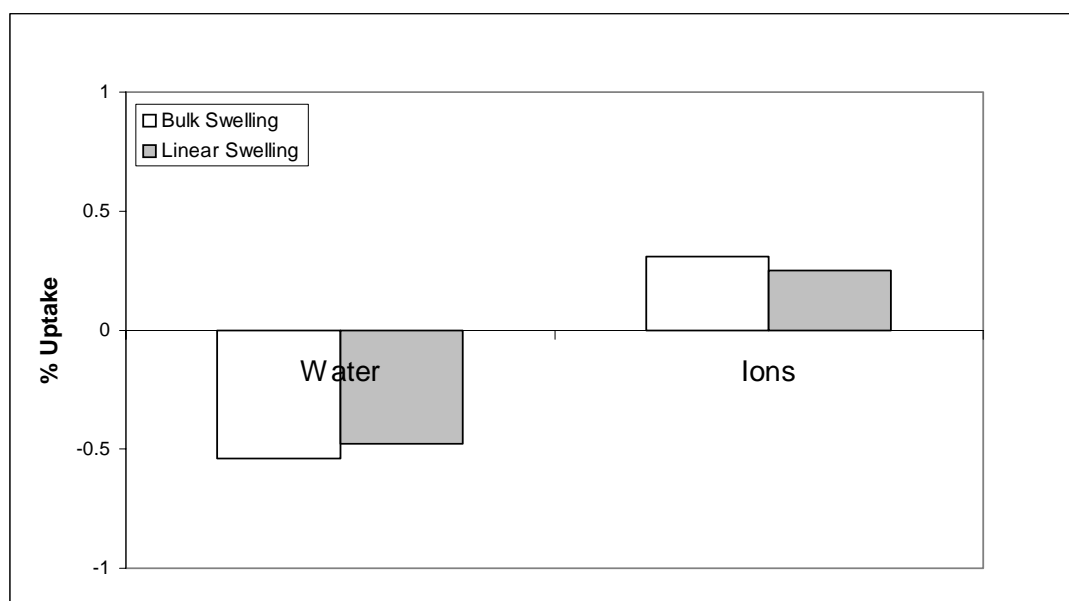 1
Bulk Swelling
Linear Swelling
0.5
% Uptake
0
Water
Ions
-0.5
-1